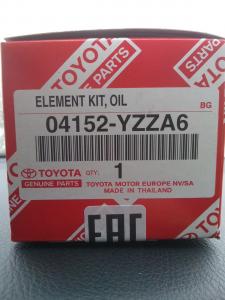 TOYOTA
GENUINE PARTS
TOYOTA
ELEMENT KIT, OIL
BG
04152-YZZA6
TOYOTA
GENUINE PARTS
QTY:
1
TOYOTA MOTOR EUROPE NV/SA
MADE IN THAILAND
EAC